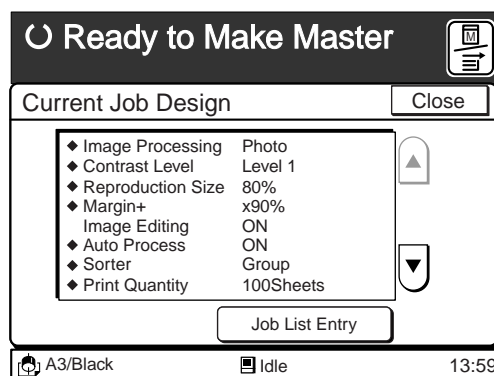 Ready to Make Master
M
Current Job Design
Close
◆ Image Processing Photo
◆ Contrast Level Level 1
◆ Reproduction Size 80%
◆ Margin+ x90%
Image Editing ON
◆ Auto Process ON
◆ Sorter Group
◆ Print Quantity 100Sheets
Job List Entry
A3/Black Idle 13:59